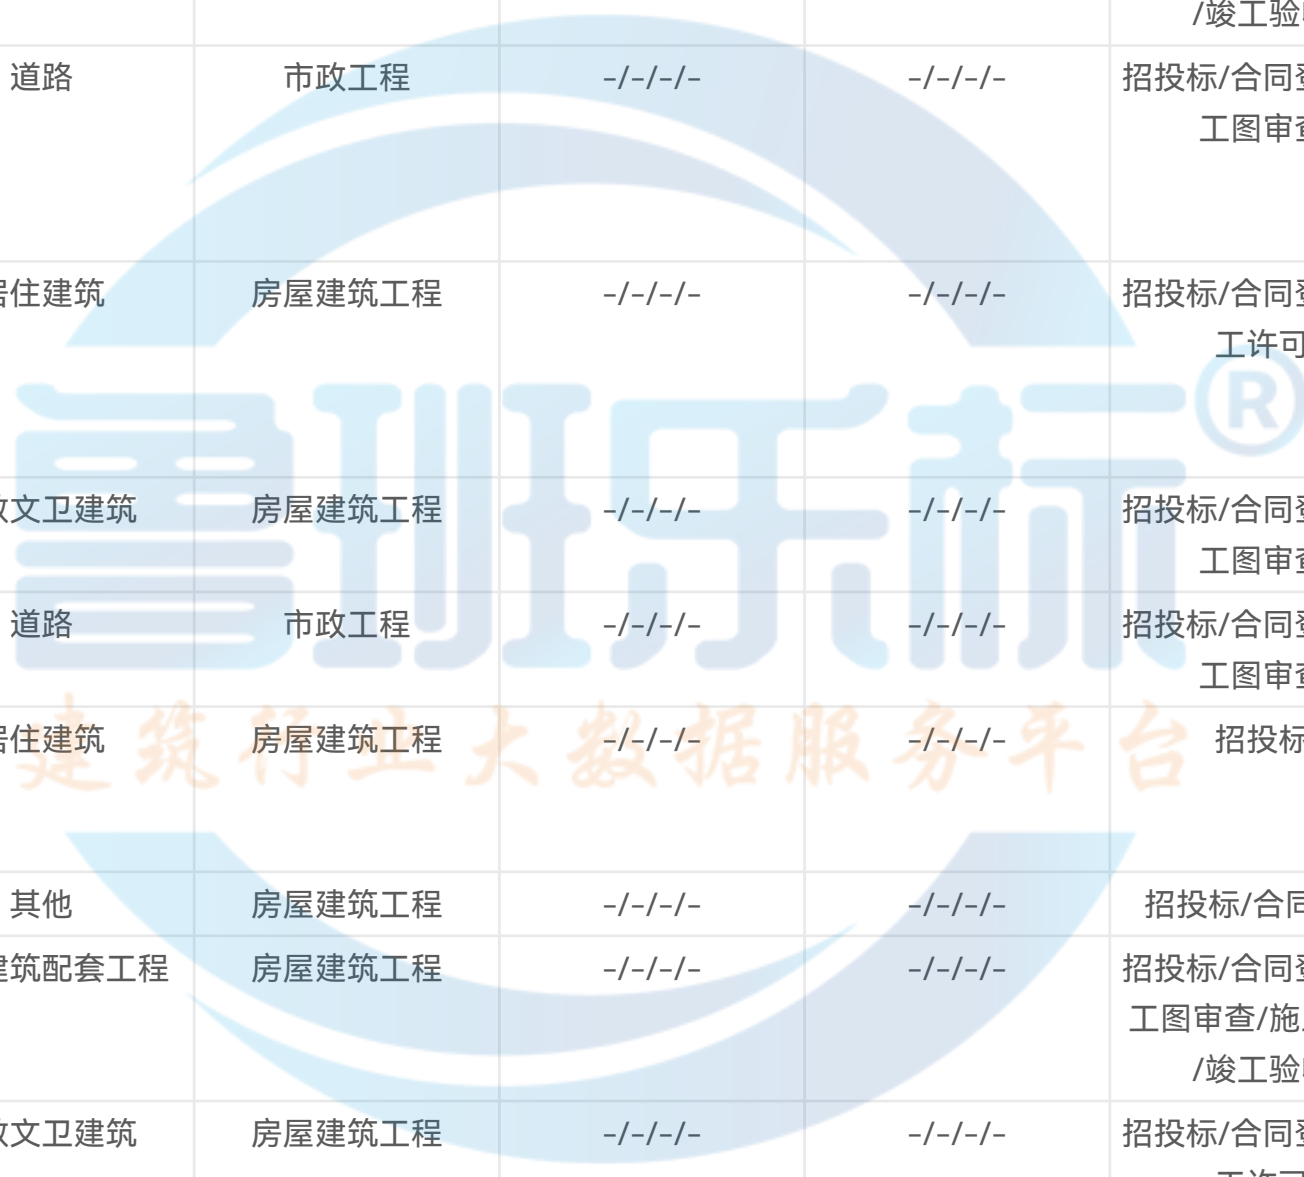 /竣工验
道路 市政工程 -/-/-/- -/-/-/- 招投标/合同
工图审
住建筑 房屋建筑工程 -/-/-/- -/-/-/- 招投标/合同
工许可
鲁班乐标®
文卫建筑 房屋建筑工程 -/-/-/- -/-/-/- 招投标/合同
工图审
道路 市政工程 -/-/-/- -/-/-/- 招投标/合同
工图审
住建筑 房屋建筑工程 -/-/-/- -/-/-/- 招投标
建筑行业大数据服务平台
其他 房屋建筑工程 -/-/-/- -/-/-/- 招投标/合同
筑配套工程 房屋建筑工程 -/-/-/- -/-/-/- 招投标/合同
工图审查/施
/竣工验
文卫建筑 房屋建筑工程 -/-/-/- -/-/-/- 招投标/合同